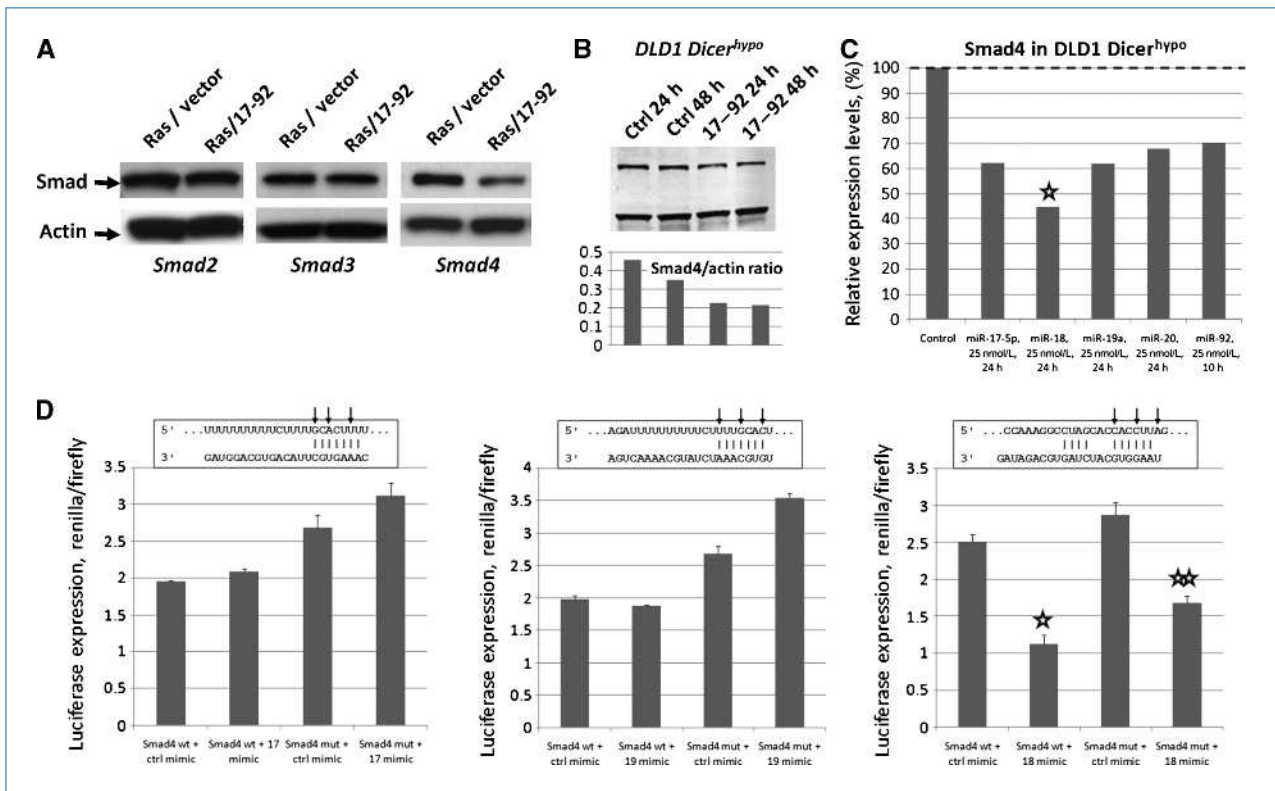 A
Ras / vector
Ras/17-92
Ras / vector
Ras/17-92
Ras / vector
Ras/17-92
Smad
Actin
Smad2
Smad3
Smad4
B
DLD1 Dicerhypo
Ctrl 24 h
Ctrl 48 h
17–92 24 h
17–92 48 h
Smad4/actin ratio
0.5
0.4
0.3
0.2
0.1
0
C
Smad4 in DLD1 Dicerhypo
Relative expression levels, (%)
100
90
80
70
60
50
40
30
20
10
0
Control
miR-17-5p, 25 nmol/L, 24 h
miR-18, 25 nmol/L, 24 h
miR-19a, 25 nmol/L, 24 h
miR-20, 25 nmol/L, 24 h
miR-92, 25 nmol/L, 10 h
D
5' ...UUUUUUUUUUCUUUUGCACUUUU...
3' GAUGGACGUGACAUUCGUGAAAC
Luciferase expression, renilla/firefly
3.5
3
2.5
2
1.5
1
0.5
0
Smad4 wt + ctrl mimic
Smad4 wt + 17 mimic
Smad4 mut + ctrl mimic
Smad4 mut + 17 mimic
5' ...AGAUUUUUUUUUUCUUUUGCACU...
3' AGUCAAAACGUAUCUAAACGUGU
Luciferase expression, renilla/firefly
4
3.5
3
2.5
2
1.5
1
0.5
0
Smad4 wt + ctrl mimic
Smad4 wt + 19 mimic
Smad4 mut + ctrl mimic
Smad4 mut + 19 mimic
5' ...CCAAAGGCCUAGCACCACCUUAG...
3' GAUAGACGUGAUCUACGUGGAAU
Luciferase expression, renilla/firefly
3.5
3
2.5
2
1.5
1
0.5
0
Smad4 wt + ctrl mimic
Smad4 wt + 18 mimic
Smad4 mut + ctrl mimic
Smad4 mut + 18 mimic